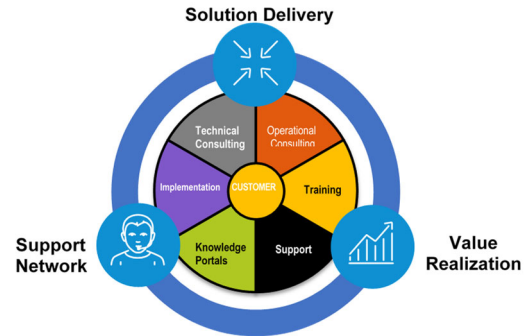 Solution Delivery
Technical
Consulting
Operational
Consulting
Implementation
CUSTOMER
Training
Knowledge
Portals
Support
Support
Network
Value
Realization